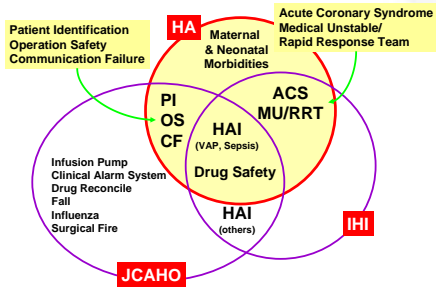 Patient Identification
Operation Safety
Communication Failure
HA
Maternal
& Neonatal
Morbidities
Acute Coronary Syndrome
Medical Unstable/
Rapid Response Team
PI
OS
CF
ACS
MU/RRT
HAI
(VAP, Sepsis)
Drug Safety
Infusion Pump
Clinical Alarm System
Drug Reconcile
Fall
Influenza
Surgical Fire
HAI
(others)
IHI
JCAHO